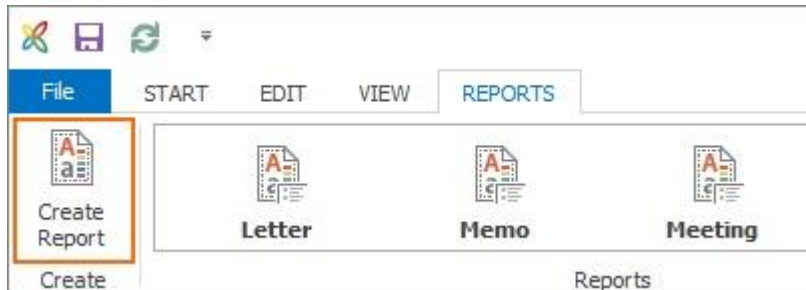 File START EDIT VIEW REPORTS
Create Report
Letter Memo Meeting
Create Reports